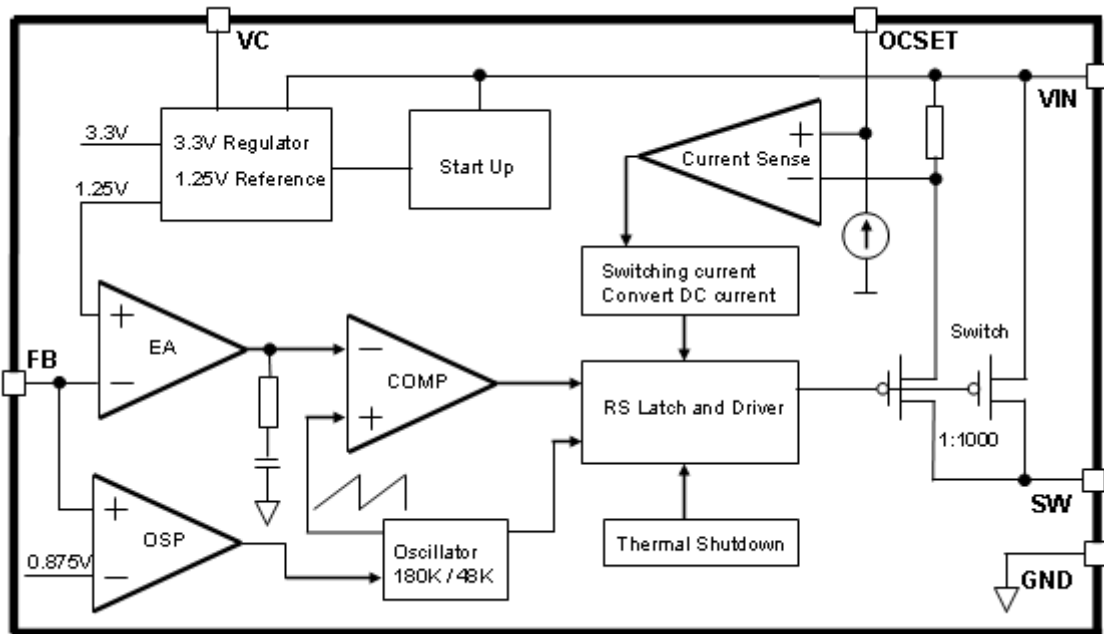 VC
OCSET
VIN
3.3V
3.3V Regulator
1.25V Reference
1.25V
Start Up
+
Current Sense
−
Switching current
Convert DC current
Switch
+
EA
−
FB
−
COMP
+
RS Latch and Driver
1:1000
SW
+
OSP
−
0.875V
Oscillator
180K / 48K
Thermal Shutdown
GND